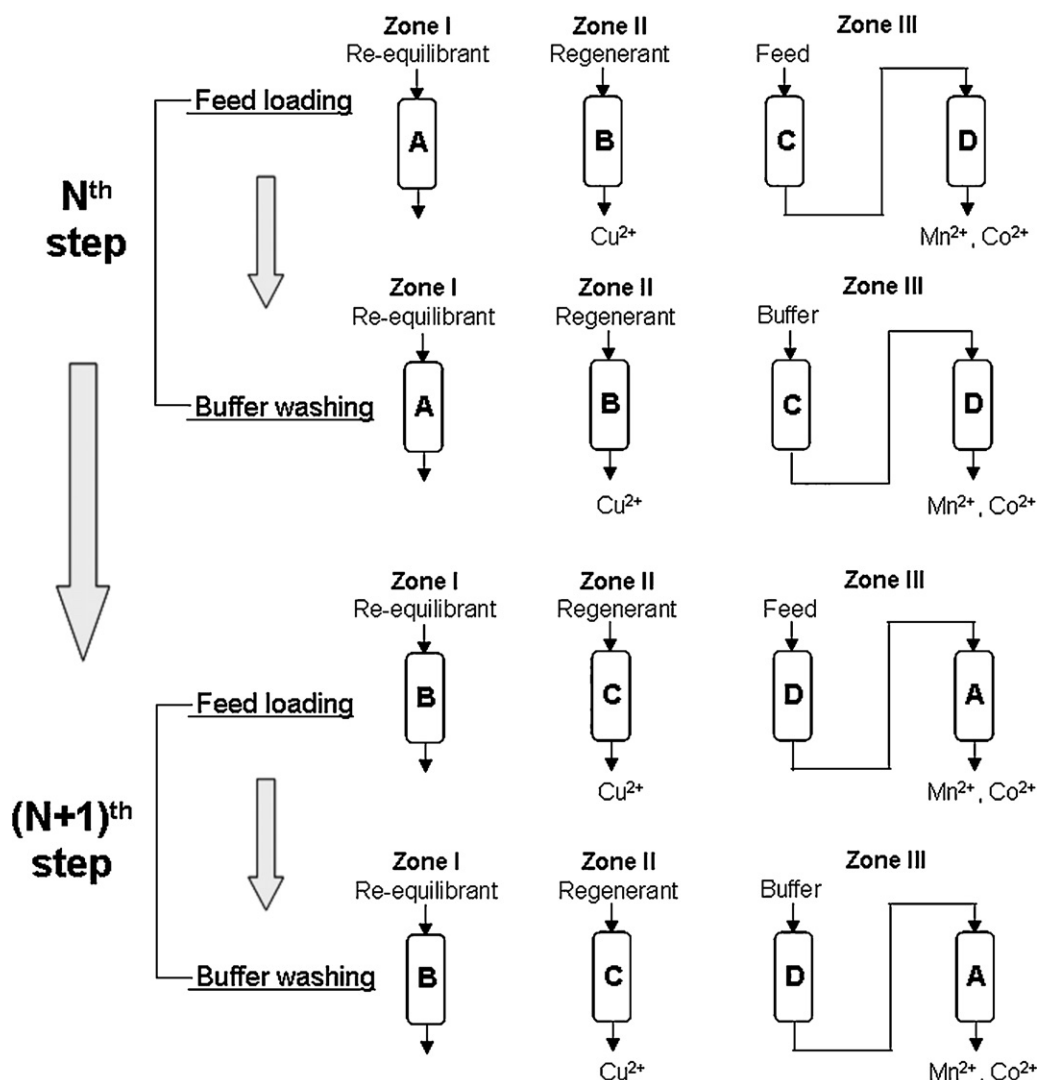 Zone I Zone II Zone III
Re-equilibrant Regenerant Feed
Feed loading
A B C D
Nth
step
Cu2+ Mn2+, Co2+
Zone I Zone II Zone III
Re-equilibrant Regenerant Buffer
Buffer washing
A B C D
Cu2+ Mn2+, Co2+
Zone I Zone II Zone III
Re-equilibrant Regenerant Feed
Feed loading
B C D A
Cu2+ Mn2+, Co2+
(N+1)th
step
Zone I Zone II Zone III
Re-equilibrant Regenerant Buffer
Buffer washing
B C D A
Cu2+ Mn2+, Co2+